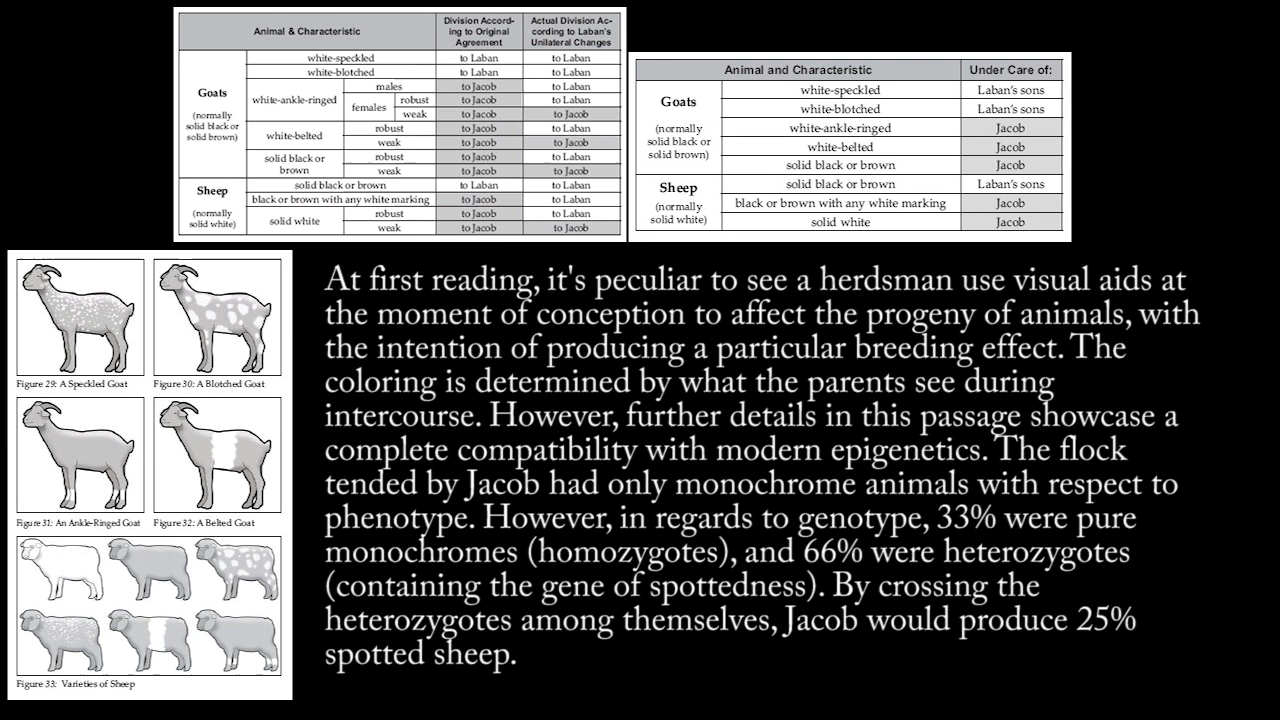 Animal & Characteristic
Division Accord-
ing to Original
Agreement
Actual Division Ac-
cording to Laban's
Unilateral Changes
Goats
(normally
solid black or
solid brown)
white-speckled to Laban to Laban
white-blotched to Laban to Laban
white-ankle-ringed males to Jacob to Laban
females robust to Jacob to Laban
weak to Jacob to Jacob
white-belted robust to Jacob to Laban
weak to Jacob to Jacob
solid black or
brown
robust to Jacob to Laban
weak to Jacob to Jacob
Sheep
(normally
solid white)
solid black or brown to Laban to Laban
black or brown with any white marking to Jacob to Laban
solid white robust to Jacob to Laban
weak to Jacob to Jacob
Animal and Characteristic Under Care of:
Goats
(normally
solid black or
solid brown)
white-speckled Laban's sons
white-blotched Laban's sons
white-ankle-ringed Jacob
white-belted Jacob
solid black or brown Jacob
Sheep
(normally
solid white)
solid black or brown Laban's sons
black or brown with any white marking Jacob
solid white Jacob
Figure 29: A Speckled Goat
Figure 30: A Blotched Goat
Figure 31: An Ankle-Ringed Goat
Figure 32: A Belted Goat
Figure 33: Varieties of Sheep
At first reading, it's peculiar to see a herdsman use visual aids at
the moment of conception to affect the progeny of animals, with
the intention of producing a particular breeding effect. The
coloring is determined by what the parents see during
intercourse. However, further details in this passage showcase a
complete compatibility with modern epigenetics. The flock
tended by Jacob had only monochrome animals with respect to
phenotype. However, in regards to genotype, 33% were pure
monochromes (homozygotes), and 66% were heterozygotes
(containing the gene of spottedness). By crossing the
heterozygotes among themselves, Jacob would produce 25%
spotted sheep.